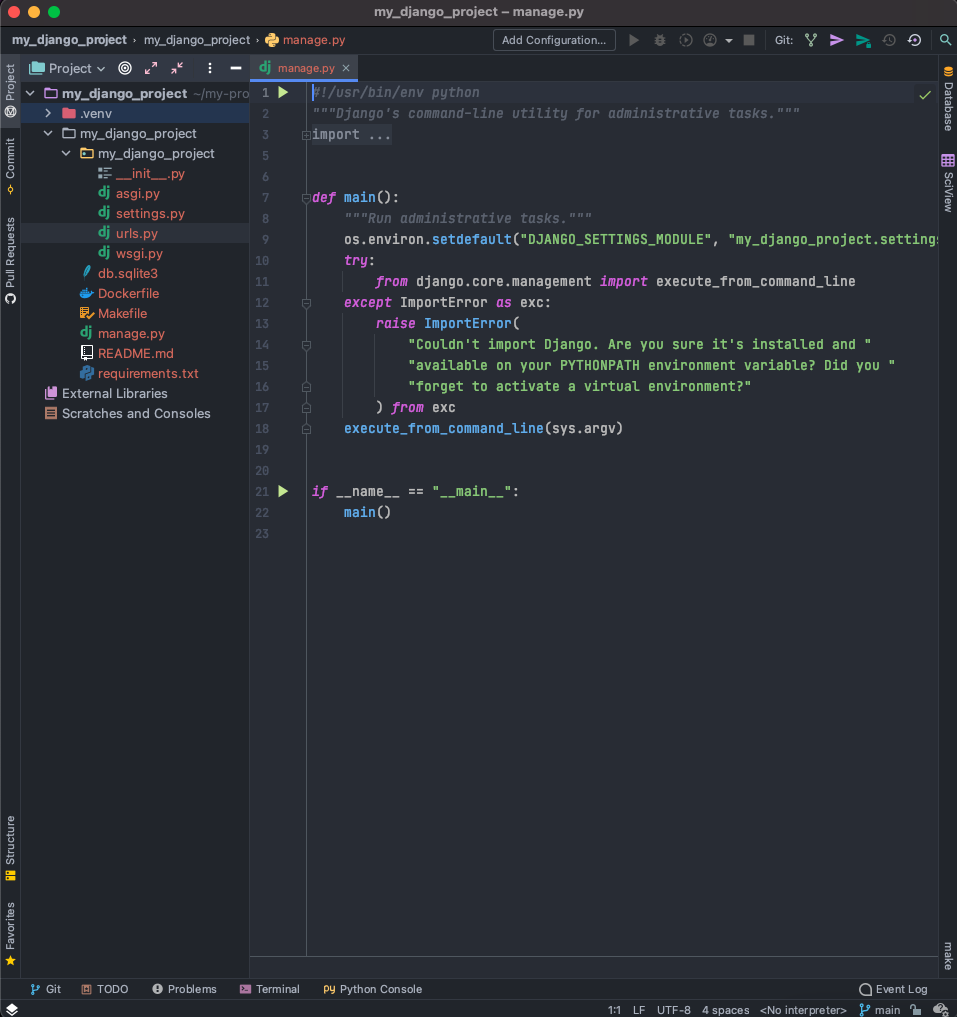 my_django_project – manage.py
my_django_project › my_django_project › manage.py Add Configuration... Git:
Project
Commit
Pull Requests
Structure
Favorites
Project
my_django_project ~/my-pro
.venv
my_django_project
my_django_project
__init__.py
asgi.py
settings.py
urls.py
wsgi.py
db.sqlite3
Dockerfile
Makefile
manage.py
README.md
requirements.txt
External Libraries
Scratches and Consoles
dj manage.py ×
1 #!/usr/bin/env python
2 """Django's command-line utility for administrative tasks."""
3 import ...
5
6
7 def main():
8 """Run administrative tasks."""
9 os.environ.setdefault("DJANGO_SETTINGS_MODULE", "my_django_project.settings
10 try:
11 from django.core.management import execute_from_command_line
12 except ImportError as exc:
13 raise ImportError(
14 "Couldn't import Django. Are you sure it's installed and "
15 "available on your PYTHONPATH environment variable? Did you "
16 "forget to activate a virtual environment?"
17 ) from exc
18 execute_from_command_line(sys.argv)
19
20
21 if __name__ == "__main__":
22 main()
23
Database
SciView
make
Git TODO Problems Terminal Python Console Event Log
1:1 LF UTF-8 4 spaces <No interpreter> main